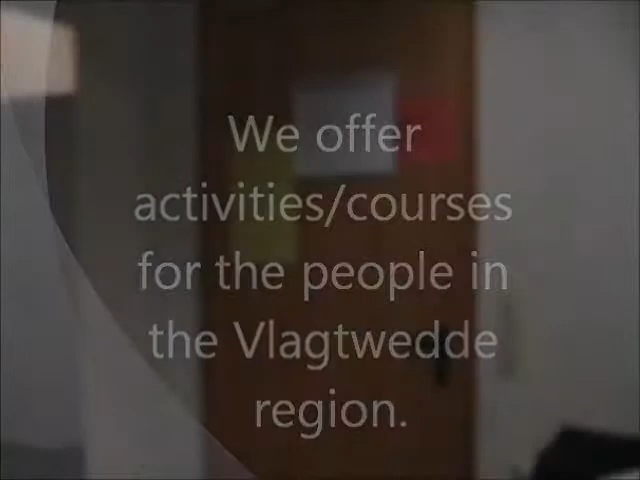 We offer
activities/courses
for the people in
the Vlagtwedde
region.